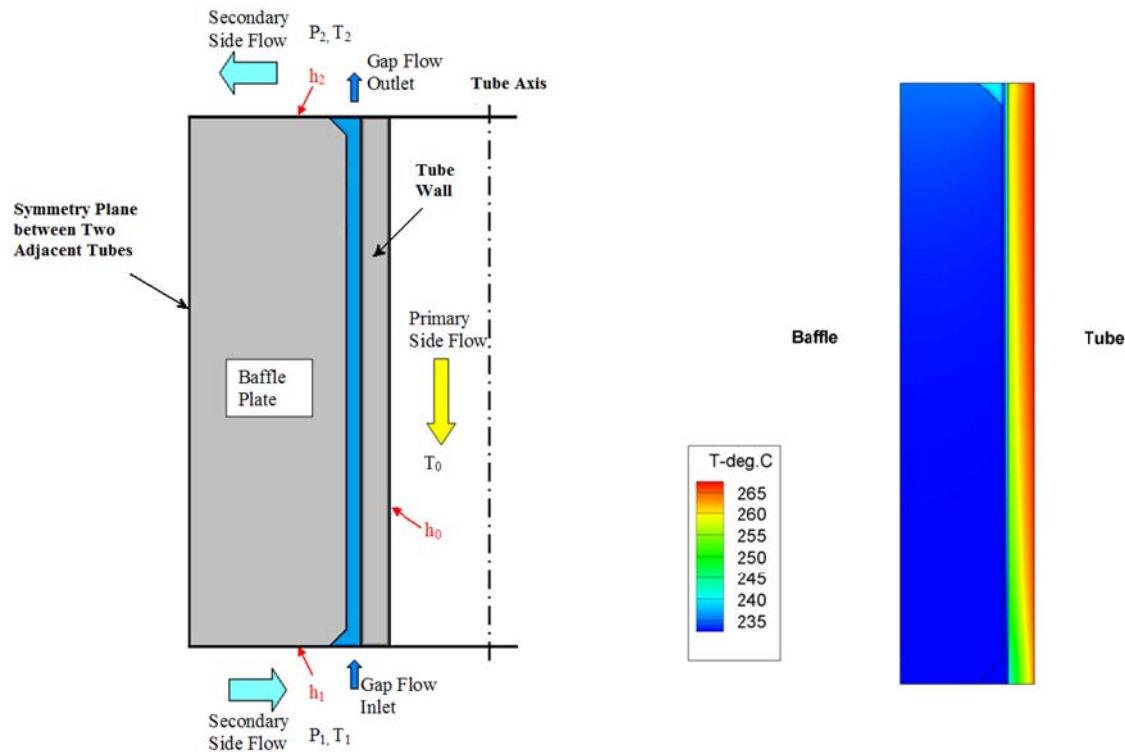 Secondary
Side Flow
P2, T2
h2
Gap Flow
Outlet
Tube Axis
Tube
Wall
Symmetry Plane
between Two
Adjacent Tubes
Primary
Side Flow
Baffle
Plate
T0
h0
h1
Secondary
Side Flow
P1, T1
Gap Flow
Inlet
Baffle
Tube
T-deg.C
265
260
255
250
245
240
235